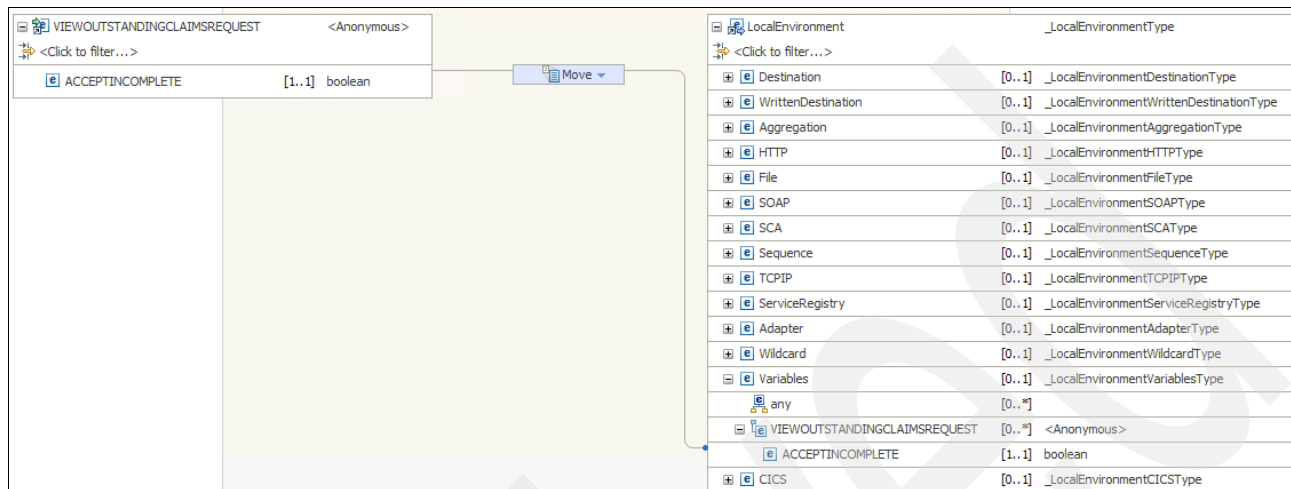 VIEWOUTSTANDINGCLAIMSREQUEST <Anonymous>
<Click to filter...>
e ACCEPTINCOMPLETE [1..1] boolean
Move
LocalEnvironment _LocalEnvironmentType
<Click to filter...>
e Destination [0..1] _LocalEnvironmentDestinationType
e WrittenDestination [0..1] _LocalEnvironmentWrittenDestinationType
e Aggregation [0..1] _LocalEnvironmentAggregationType
e HTTP [0..1] _LocalEnvironmentHTTPType
e File [0..1] _LocalEnvironmentFileType
e SOAP [0..1] _LocalEnvironmentSOAPType
e SCA [0..1] _LocalEnvironmentSCAType
e Sequence [0..1] _LocalEnvironmentSequenceType
e TCPIP [0..1] _LocalEnvironmentTCPIPType
e ServiceRegistry [0..1] _LocalEnvironmentServiceRegistryType
e Adapter [0..1] _LocalEnvironmentAdapterType
e Wildcard [0..1] _LocalEnvironmentWildcardType
e Variables [0..1] _LocalEnvironmentVariablesType
any [0..*]
e VIEWOUTSTANDINGCLAIMSREQUEST [0..*] <Anonymous>
e ACCEPTINCOMPLETE [1..1] boolean
e CICS [0..1] _LocalEnvironmentCICSType